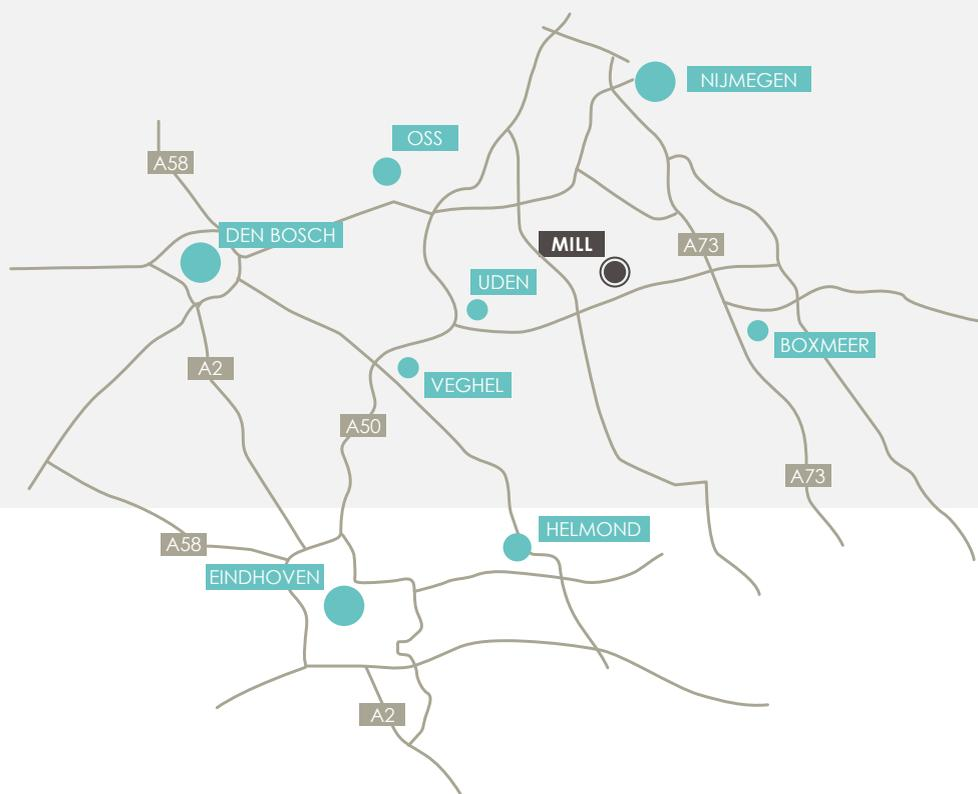 NIJMEGEN
OSS
A58
DEN BOSCH
MILL
A73
UDEN
BOXMEER
A2
VEGHEL
A50
A73
HELMOND
A58
EINDHOVEN
A2